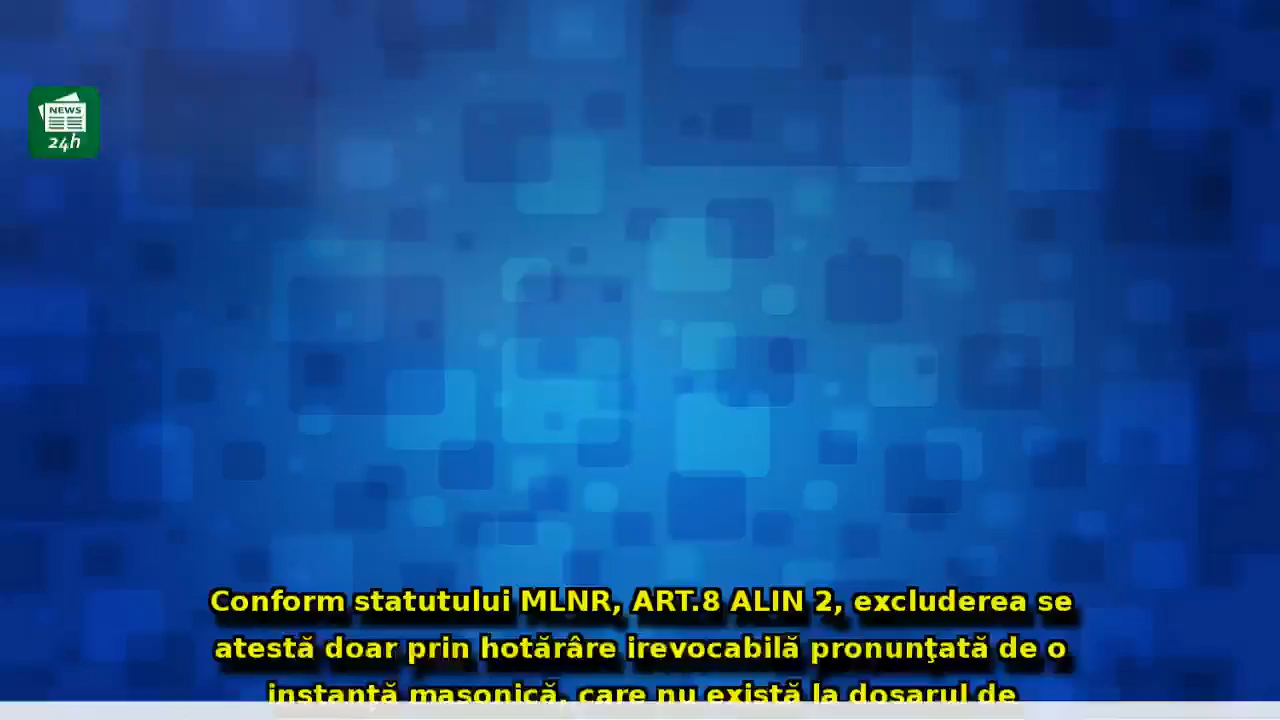 NEWS
24h
Conform statutului MLNR, ART.8 ALIN 2, excluderea se
atestă doar prin hotărâre irevocabilă pronunţată de o
instanţă masonică, care nu există la dosarul de